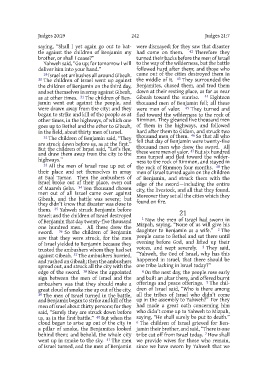 Judges 20:29
242
Judges 21:7
saying, "Shall I yet again go out to battle
against the children of Benjamin my
brother, or shall I cease?"
Yahweh said, "Go up; for tomorrow I will
deliver him into your hand."
29 Israel set ambushes all around Gibeah.
30 The children of Israel went up against
the children of Benjamin on the third day,
and set themselves in array against Gibeah,
as at other times. 31 The children of Benjamin
went out against the people, and
were drawn away from the city; and they
began to strike and kill of the people as at
other times, in the highways, of which one
goes up to Bethel and the other to Gibeah,
in the field, about thirty men of Israel.
32 The children of Benjamin said, "They
are struck down before us, as at the first."
But the children of Israel said, "Let's flee,
and draw them away from the city to the
highways."
33 All the men of Israel rose up out of
their place and set themselves in array
at Baal Tamar. Then the ambushers of
Israel broke out of their place, even out
of Maareh Geba. 34 Ten thousand chosen
men out of all Israel came over against
Gibeah, and the battle was severe; but
they didn't know that disaster was close to
them. 35 Yahweh struck Benjamin before
Israel; and the children of Israel destroyed
of Benjamin that day twenty-five thousand
one hundred men. All these drew the
sword. 36 So the children of Benjamin
saw that they were struck, for the men
of Israel yielded to Benjamin because they
trusted the ambushers whom they had set
against Gibeah. 37 The ambushers hurried,
and rushed on Gibeah; then the ambushers
spread out, and struck all the city with the
edge of the sword. 38 Now the appointed
sign between the men of Israel and the
ambushers was that they should make a
great cloud of smoke rise up out of the city.
39 The men of Israel turned in the battle,
and Benjamin began to strike and kill of the
men of Israel about thirty persons; for they
said, "Surely they are struck down before
us, as in the first battle." 40 But when the
cloud began to arise up out of the city in
a pillar of smoke, the Benjamites looked
behind them; and behold, the whole city
went up in smoke to the sky. 41 The men
of Israel turned, and the men of Benjamin
were dismayed; for they saw that disaster
had come on them. 42 Therefore they
turned their backs before the men of Israel
to the way of the wilderness, but the battle
followed hard after them; and those who
came out of the cities destroyed them in
the middle of it. 43 They surrounded the
Benjamites, chased them, and trod them
down at their resting place, as far as near
Gibeah toward the sunrise. 44 Eighteen
thousand men of Benjamin fell; all these
were men of valor. 45 They turned and
fled toward the wilderness to the rock of
Rimmon. They gleaned five thousand men
of them in the highways, and followed
hard after them to Gidom, and struck two
thousand men of them. 46 So that all who
fell that day of Benjamin were twenty-five
thousand men who drew the sword. All
these were men of valor. 47 But six hundred
men turned and fled toward the wilderness
to the rock of Rimmon, and stayed in
the rock of Rimmon four months. 48 The
men of Israel turned again on the children
of Benjamin, and struck them with the
edge of the sword—including the entire
city, the livestock, and all that they found.
Moreover they set all the cities which they
found on fire.
21
1 Now the men of Israel had sworn in
Mizpah, saying, "None of us will give his
daughter to Benjamin as a wife." 2 The
people came to Bethel and sat there until
evening before God, and lifted up their
voices, and wept severely. 3 They said,
"Yahweh, the God of Israel, why has this
happened in Israel, that there should be
one tribe lacking in Israel today?"
4 On the next day, the people rose early
and built an altar there, and offered burnt
offerings and peace offerings. 5 The children
of Israel said, "Who is there among
all the tribes of Israel who didn't come
up in the assembly to Yahweh?" For they
had made a great oath concerning him
who didn't come up to Yahweh to Mizpah,
saying, "He shall surely be put to death."
6 The children of Israel grieved for Benjamin
their brother, and said, "There is one
tribe cut off from Israel today. 7 How shall
we provide wives for those who remain,
since we have sworn by Yahweh that we